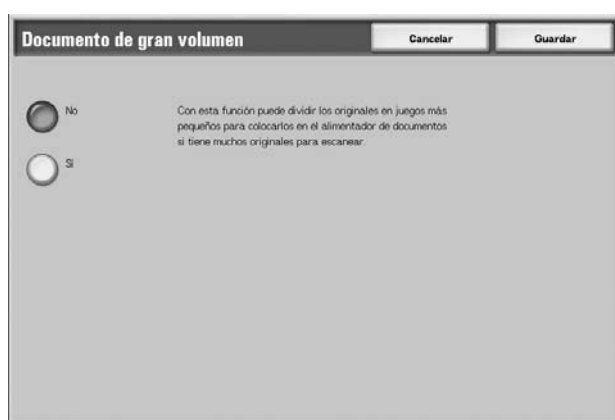 Documento de gran volumen
Cancelar
Guardar
No
Con esta función puede dividir los originales en juegos más
pequeños para colocarlos en el alimentador de documentos
si tiene muchos originales para escanear.
Sí